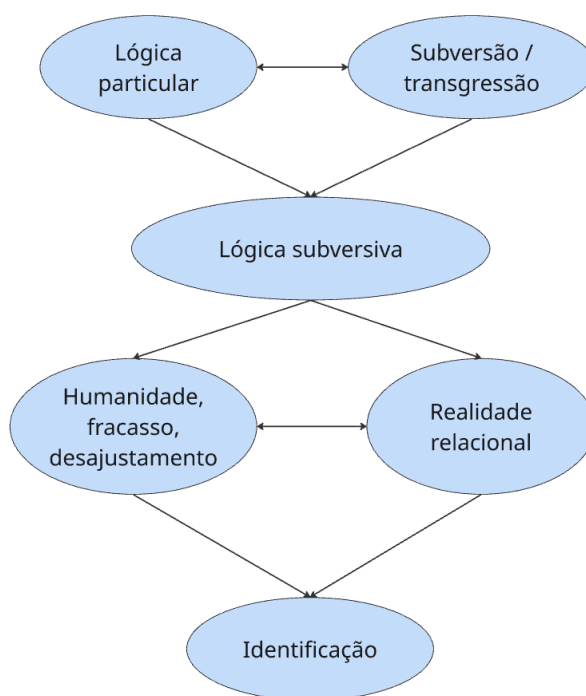 Lógica
particular
Subversão /
transgressão
Lógica subversiva
Humanidade,
fracasso,
desajustamento
Realidade
relacional
Identificação